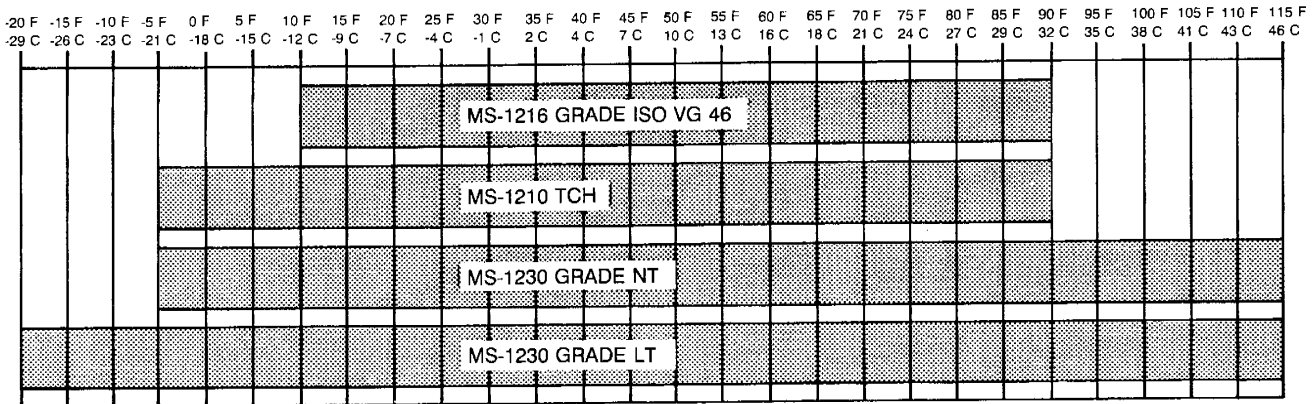 -20 F -15 F -10 F -5 F 0 F 5 F 10 F 15 F 20 F 25 F 30 F 35 F 40 F 45 F 50 F 55 F 60 F 65 F 70 F 75 F 80 F 85 F 90 F 95 F 100 F 105 F 110 F 115 F
-29 C -26 C -23 C -21 C -18 C -15 C -12 C -9 C -7 C -4 C -1 C 2 C 4 C 7 C 10 C 13 C 16 C 18 C 21 C 24 C 27 C 29 C 32 C 35 C 38 C 41 C 43 C 46 C
MS-1216 GRADE ISO VG 46
MS-1210 TCH
MS-1230 GRADE NT
MS-1230 GRADE LT